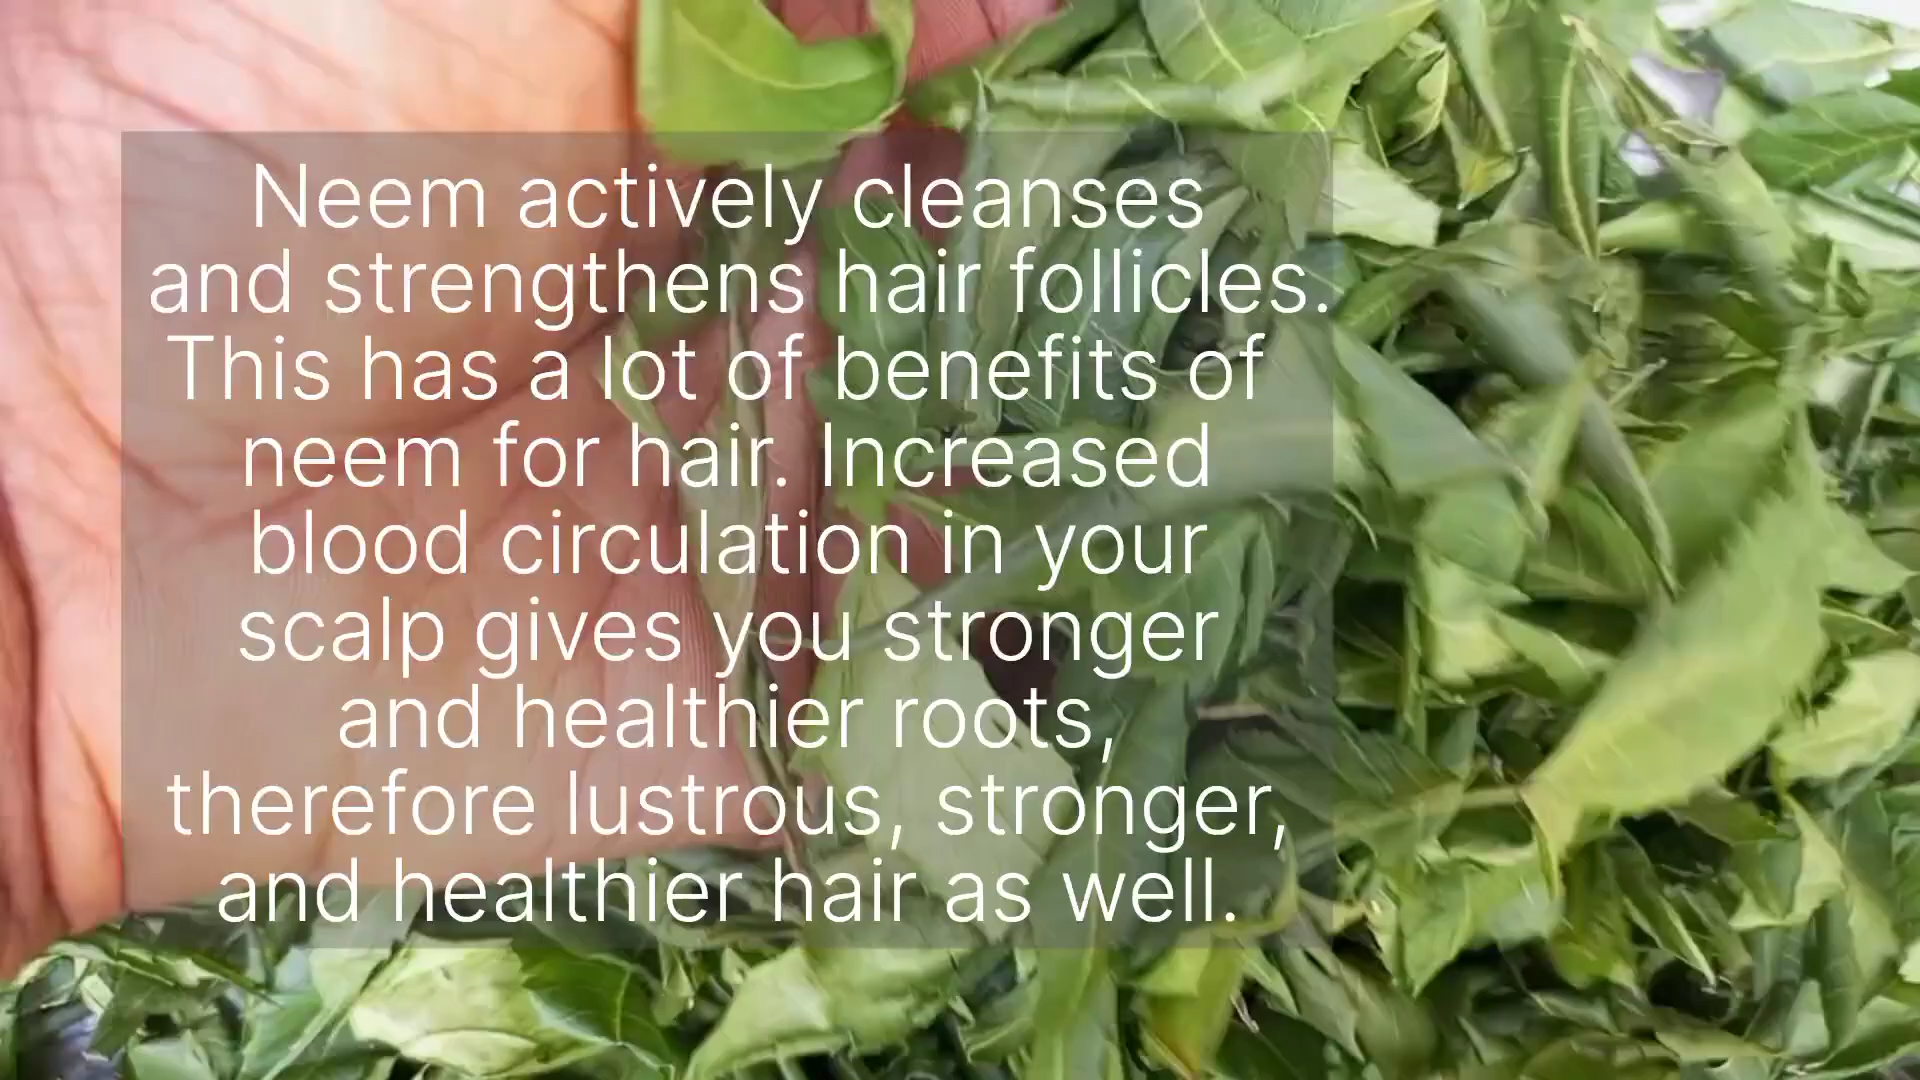 Neem actively cleanses
and strengthens hair follicles.
This has a lot of benefits of
neem for hair. Increased
blood circulation in your
scalp gives you stronger
and healthier roots,
therefore lustrous, stronger,
and healthier hair as well.